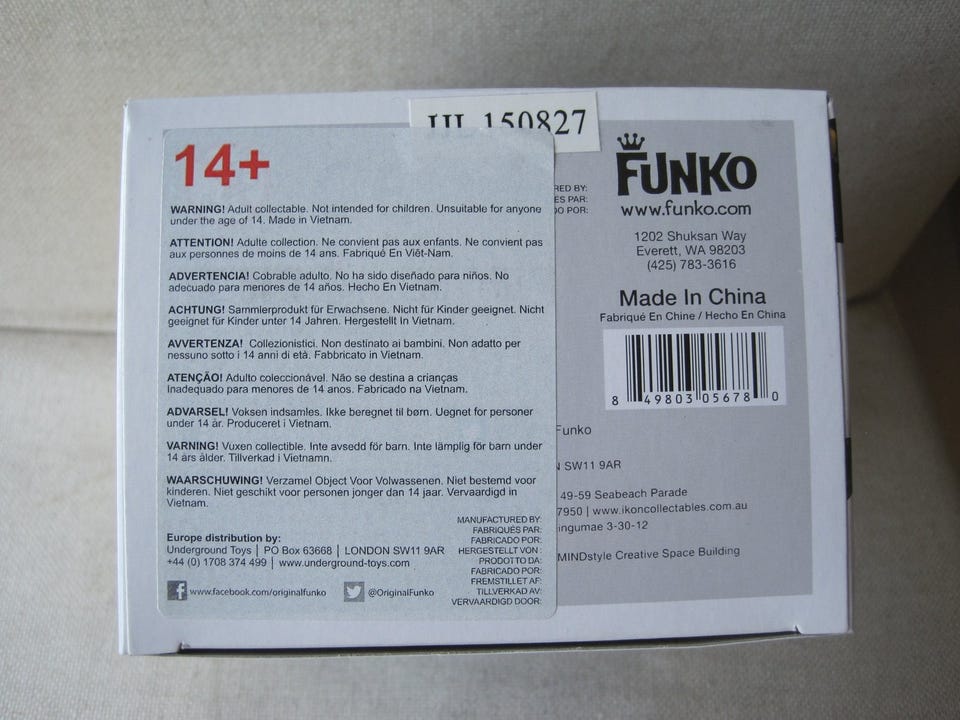 150827
14+
WARNING! Adult collectable. Not intended for children. Unsuitable for anyone
under the age of 14. Made in Vietnam.
ATTENTION! Adulte collection. Ne convient pas aux enfants. Ne convient pas
aux personnes de moins de 14 ans. Fabriqué En Viêt-Nam.
ADVERTENCIA! Cobrable adulto. No ha sido diseñado para niños. No
adecuado para menores de 14 años. Hecho En Vietnam.
ACHTUNG! Sammlerprodukt für Erwachsene. Nicht für Kinder geeignet. Nicht
geeignet für Kinder unter 14 Jahren. Hergestellt In Vietnam.
AVVERTENZA! Collezionistici. Non destinato ai bambini. Non adatto per
nessuno sotto i 14 anni di età. Fabbricato in Vietnam.
ATENÇÃO! Adulto coleccionável. Não se destina a crianças
Inadequado para menores de 14 anos. Fabricado na Vietnam.
ADVARSEL! Voksen indsamles. Ikke beregnet til børn. Uegnet for personer
under 14 år. Produceret i Vietnam.
VARNING! Vuxen collectible. Inte avsedd för barn. Inte lämplig för barn under
14 års ålder. Tillverkad i Vietnamn.
WAARSCHUWING! Verzamel Object Voor Volwassenen. Niet bestemd voor
kinderen. Niet geschikt voor personen jonger dan 14 jaar. Vervaardigd in
Vietnam.
Europe distribution by:
Underground Toys | PO Box 63668 | LONDON SW11 9AR
+44 (0) 1708 374 499 | www.underground-toys.com
www.facebook.com/originalfunko @OriginalFunko
MANUFACTURED BY:
FABRIQUÉS PAR:
FABRICADO POR:
HERGESTELLT VON :
PRODOTTO DA:
FABRICADO POR:
FREMSTILLET AF:
TILLVERKAD AV:
VERVAARDIGD DOOR:
RED BY:
ES PAR:
DO POR:
FUNKO
www.funko.com
1202 Shuksan Way
Everett, WA 98203
(425) 783-3616
Made In China
Fabriqué En Chine / Hecho En China
8 49803 05678 0
Funko
SW11 9AR
49-59 Seabeach Parade
7950 | www.ikoncollectables.com.au
ingumae 3-30-12
MINDstyle Creative Space Building